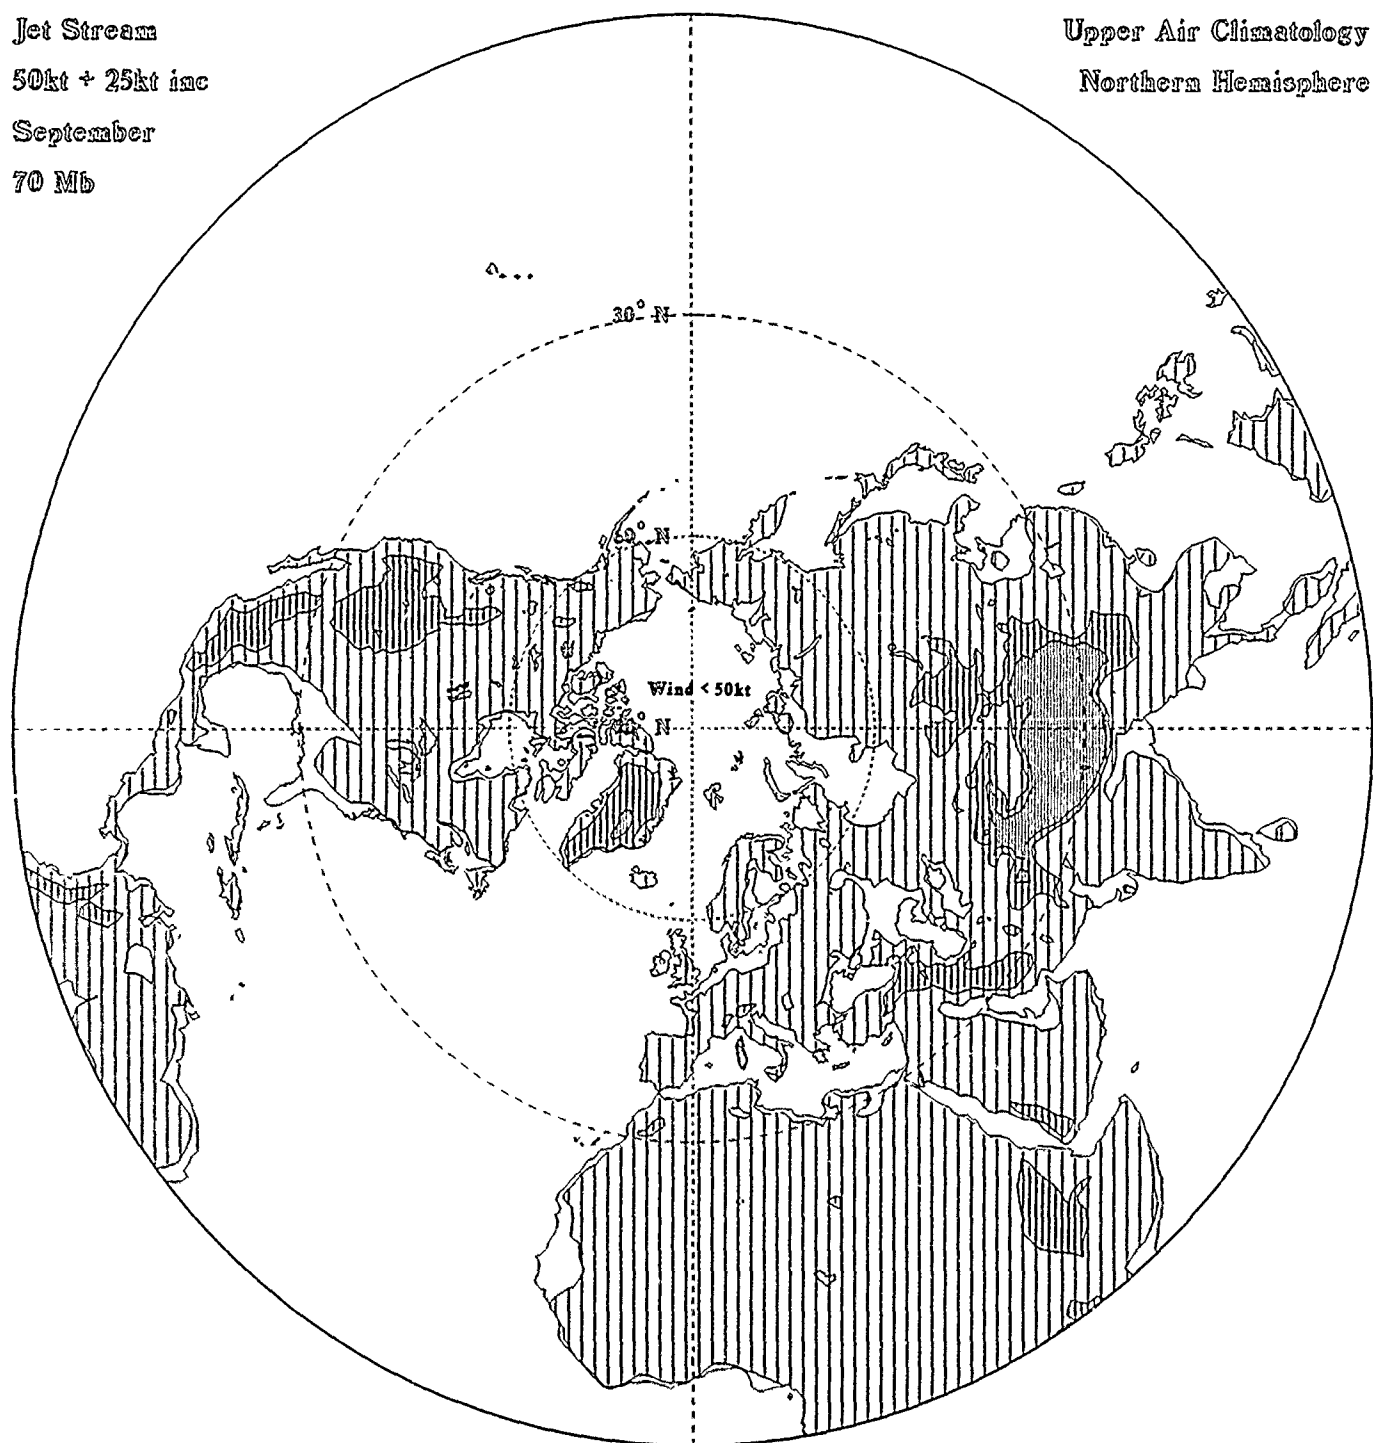 Jet Stream
50kt + 25kt inc
September
70 Mb
Upper Air Climatology
Northern Hemisphere
30° N
60° N
Wind < 50kt
° N